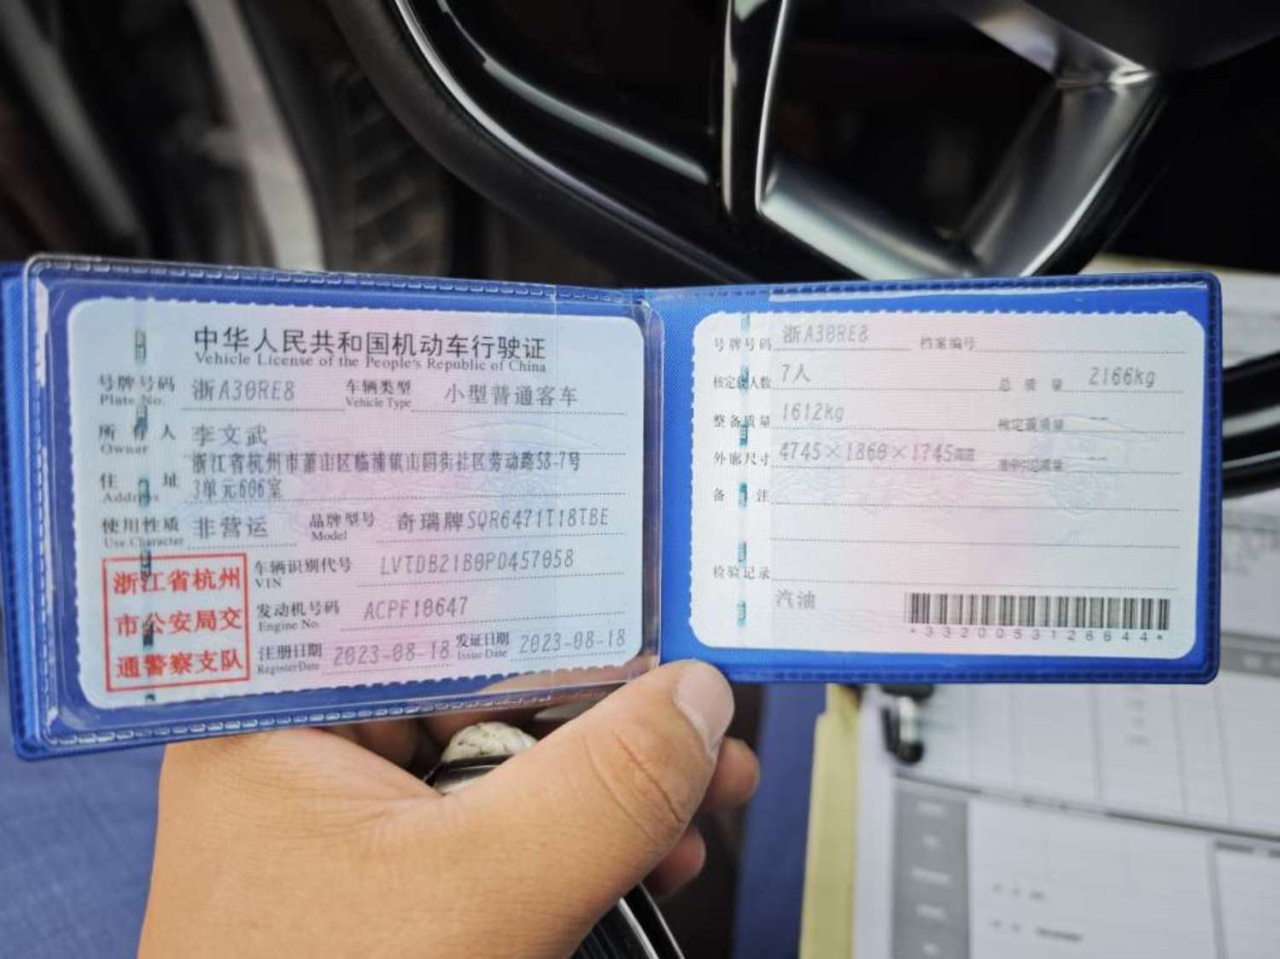 中华人民共和国机动车行驶证
Vehicle License of the People's Republic of China
号牌号码 浙A30RE8 车辆类型 小型普通客车
Plate No. Vehicle Type
所有人 李文武
Owner
浙江省杭州市萧山区临浦镇山阴街社区劳动路58-7号
住址 3单元606室
Address
使用性质 非营运 品牌型号 奇瑞牌SQR6471T18TBE
Use Character Model
浙江省杭州
市公安局交
通警察支队
车辆识别代号 LVTDB21B0PD457058
VIN
发动机号码 ACPF18647
Engine No.
注册日期 2023-08-18 发证日期 2023-08-18
Register Date Issue Date
号牌号码 浙A30RE8 档案编号
核定载人数 7人 总质量 2166kg
整备质量 1612kg 核定载质量 --
外廓尺寸 4745×1860×1745 准牵引总质量 --
备注
检验记录
汽油
*3320053126844*